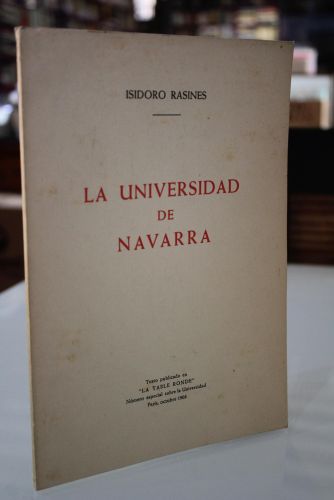 ISIDORO RASINES
LA UNIVERSIDAD
DE
NAVARRA
Texto publicado en
"LA TABLE RONDE"
Número especial sobre la Universidad
París, octubre